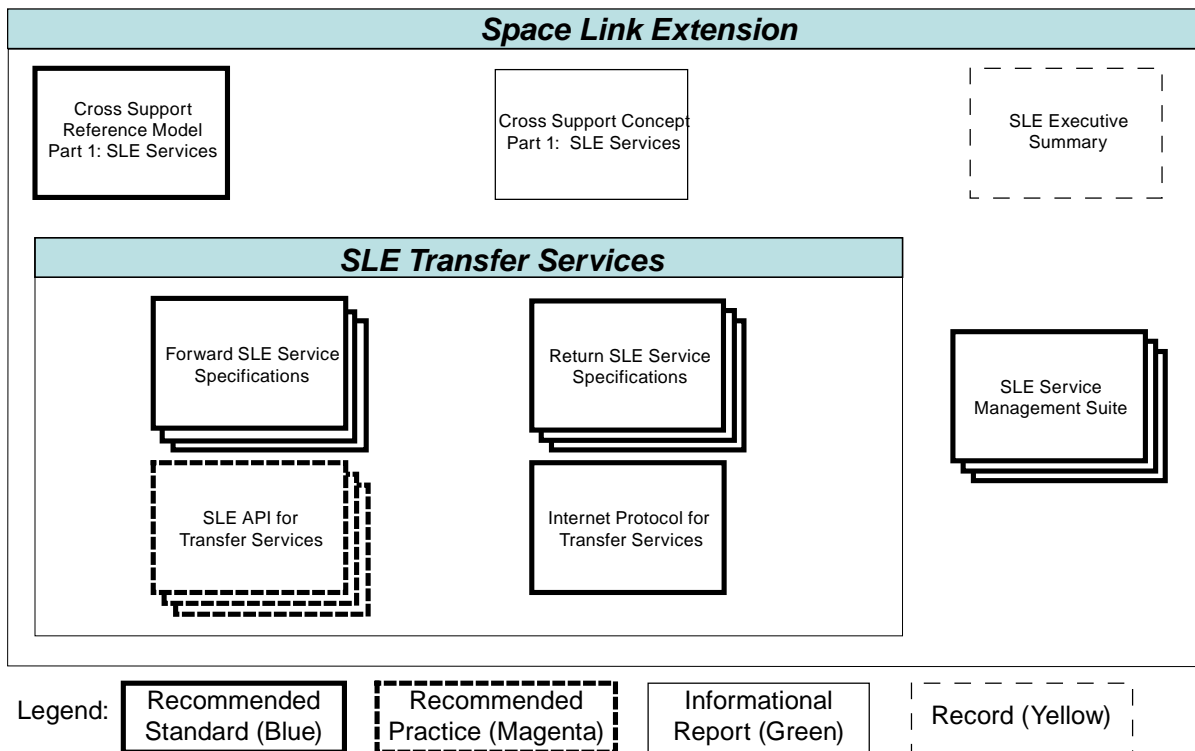 Space Link Extension
Cross Support
Reference Model
Part 1: SLE Services
Cross Support Concept
Part 1: SLE Services
SLE Executive
Summary
SLE Transfer Services
Forward SLE Service
Specifications
Return SLE Service
Specifications
SLE Service
Management Suite
SLE API for
Transfer Services
Internet Protocol for
Transfer Services
Legend:
Recommended
Standard (Blue)
Recommended
Practice (Magenta)
Informational
Report (Green)
Record (Yellow)